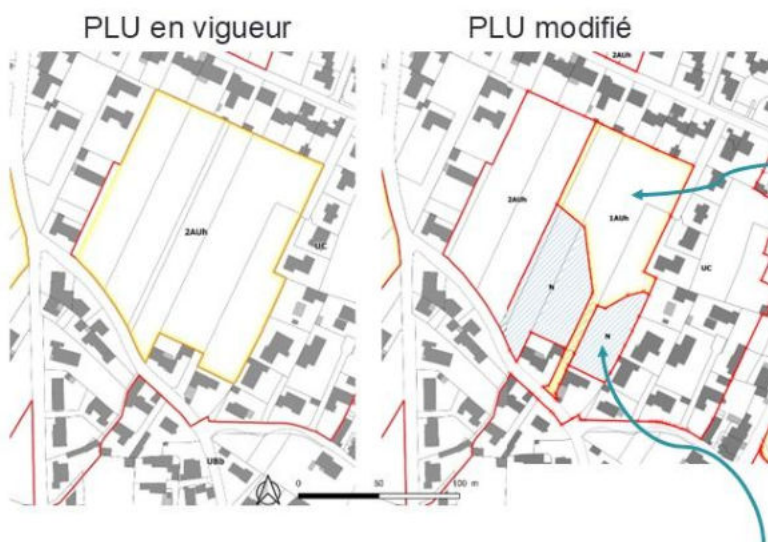 PLU en vigueur
PLU modifié
2AUh
UC
UBb
2AUh
2AUh
1AUh
UC
N
N
0 50 100 m